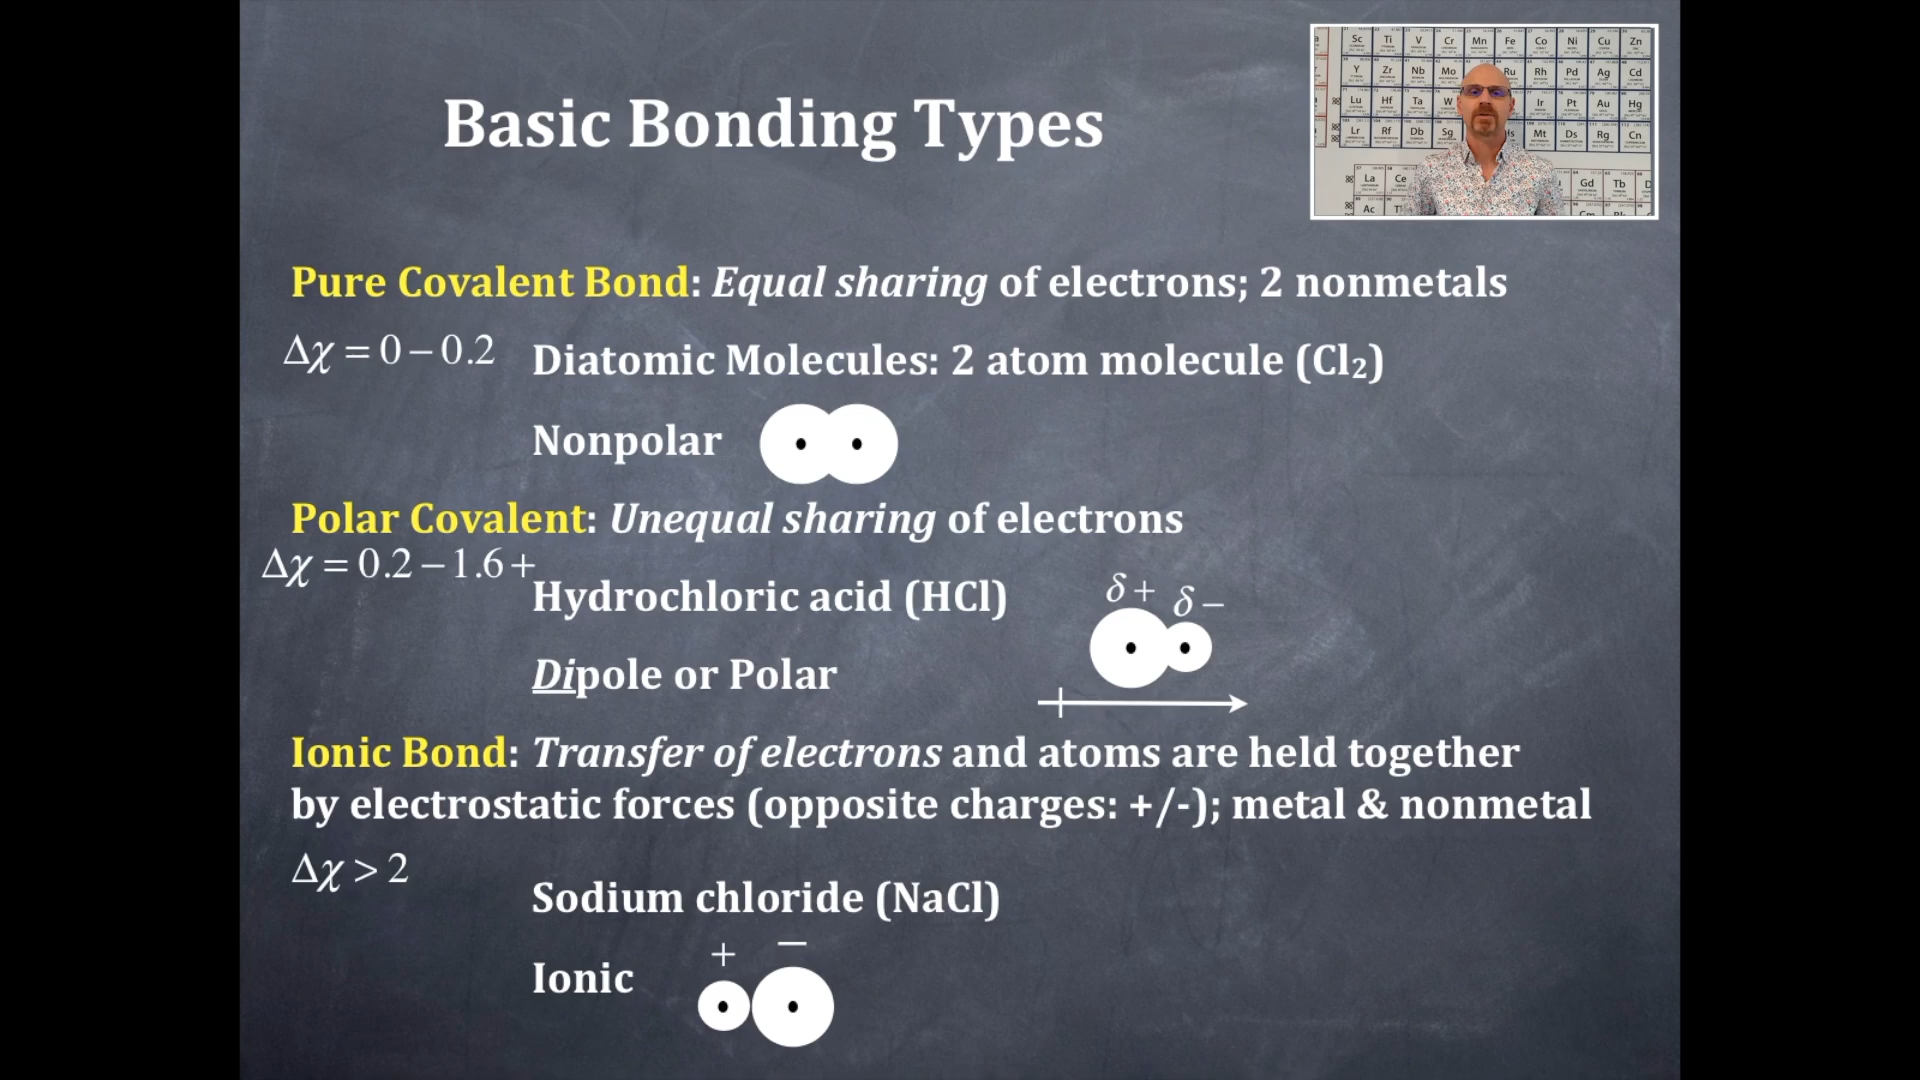 Basic Bonding Types
Sc Ti V Cr Mn Fe Co Ni Cu Zn
Y Zr Nb Mo Ru Rh Pd Ag Cd
Lu Hf Ta W Ir Pt Au Hg
Lr Rf Db Sg Mt Ds Rg Cn
La Ce Gd Tb
Ac
Pure Covalent Bond: Equal sharing of electrons; 2 nonmetals
Δχ = 0 – 0.2
Diatomic Molecules: 2 atom molecule (Cl₂)
Nonpolar
Polar Covalent: Unequal sharing of electrons
Δχ = 0.2 – 1.6 +
Hydrochloric acid (HCl)
δ + δ –
Dipole or Polar
Ionic Bond: Transfer of electrons and atoms are held together
by electrostatic forces (opposite charges: +/-); metal & nonmetal
Δχ > 2
Sodium chloride (NaCl)
+ –
Ionic